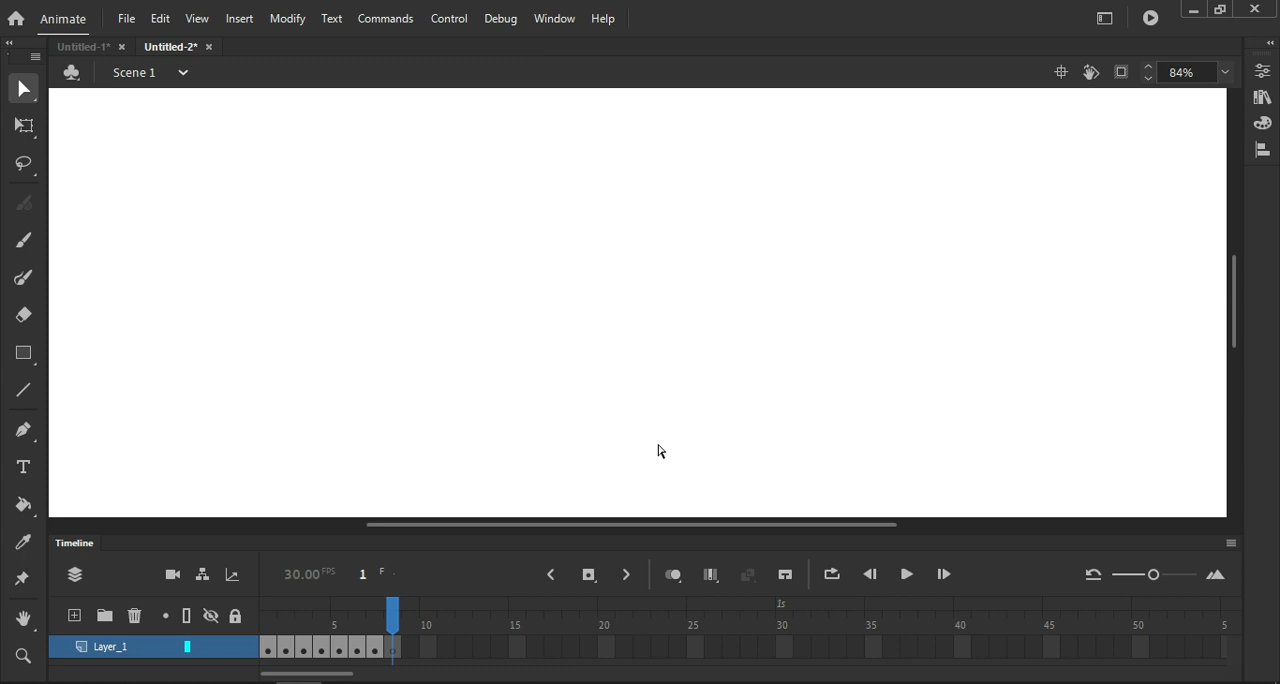 Animate File Edit View Insert Modify Text Commands Control Debug Window Help
Untitled-1* Untitled-2*
Scene 1 84%
Timeline
30.00 FPS 1 F
1s
5 10 15 20 25 30 35 40 45 50 5
Layer_1